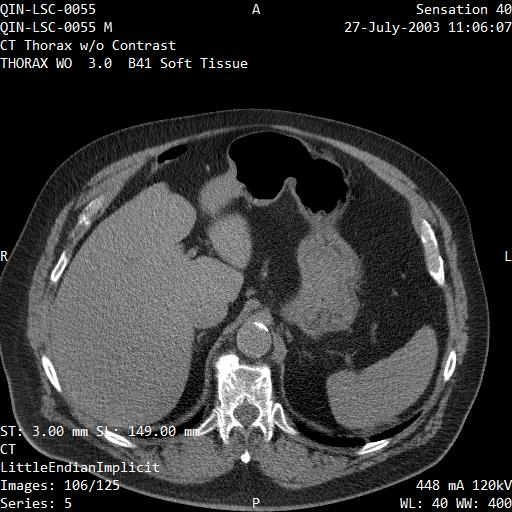 QIN-LSC-0055
A
Sensation 40
QIN-LSC-0055 M
27-July-2003 11:06:07
CT Thorax w/o Contrast
THORAX WO  3.0  B41 Soft Tissue
R
L
ST: 3.00 mm SL: 149.00 mm
CT
LittleEndianImplicit
Images: 106/125
448 mA 120kV
Series: 5
P
WL: 40 WW: 400